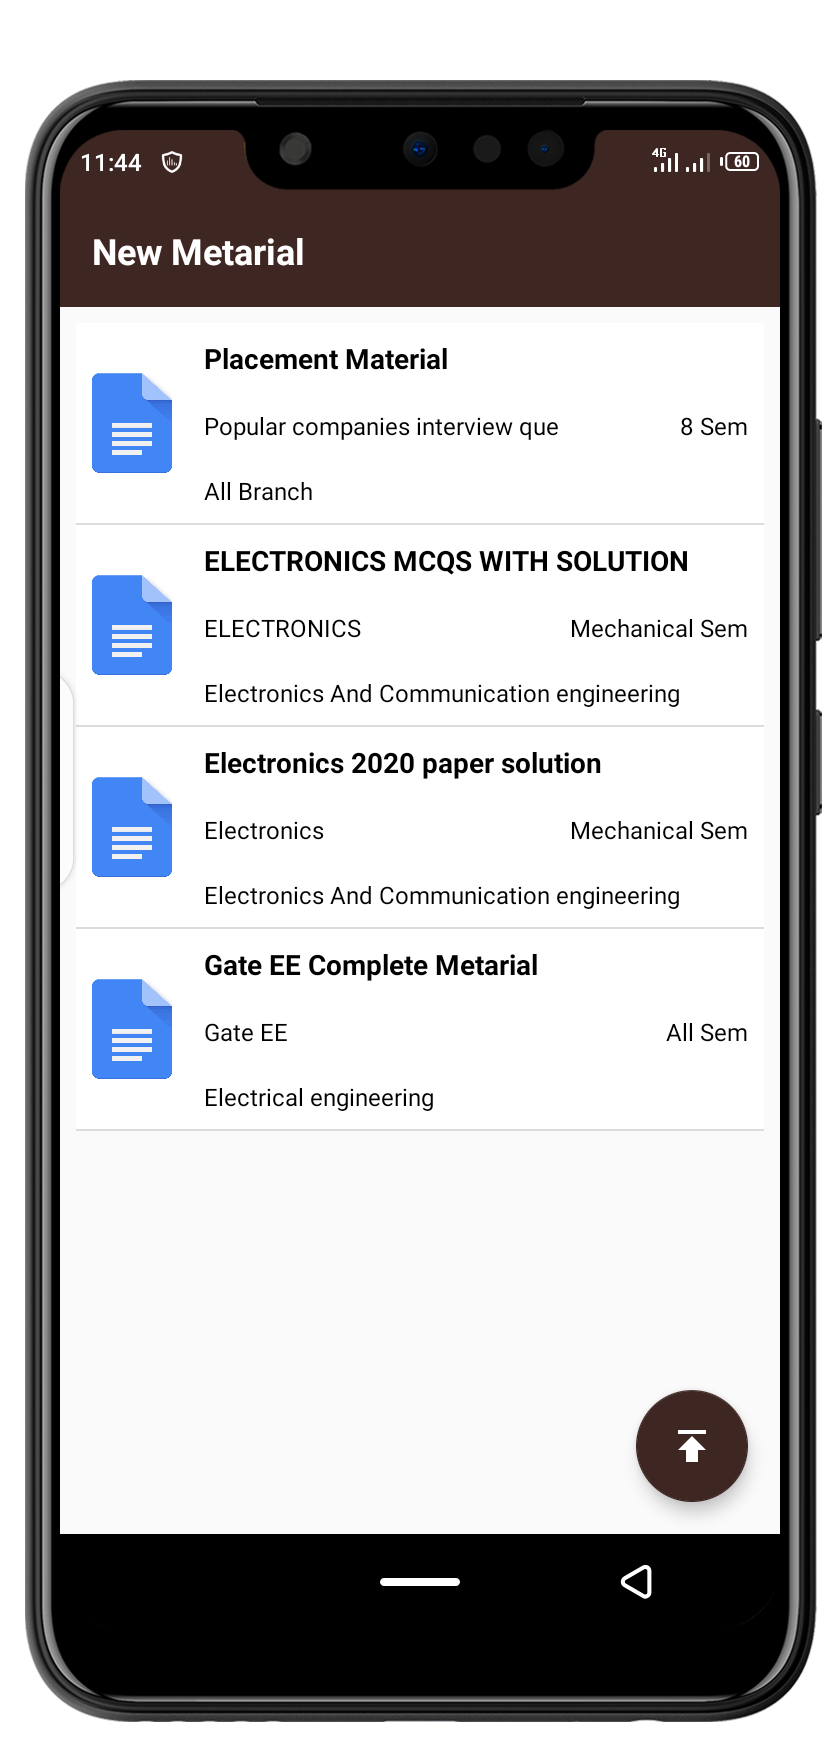 11:44
4G
60
New Metarial
Placement Material
Popular companies interview que 8 Sem
All Branch
ELECTRONICS MCQS WITH SOLUTION
ELECTRONICS Mechanical Sem
Electronics And Communication engineering
Electronics 2020 paper solution
Electronics Mechanical Sem
Electronics And Communication engineering
Gate EE Complete Metarial
Gate EE All Sem
Electrical engineering